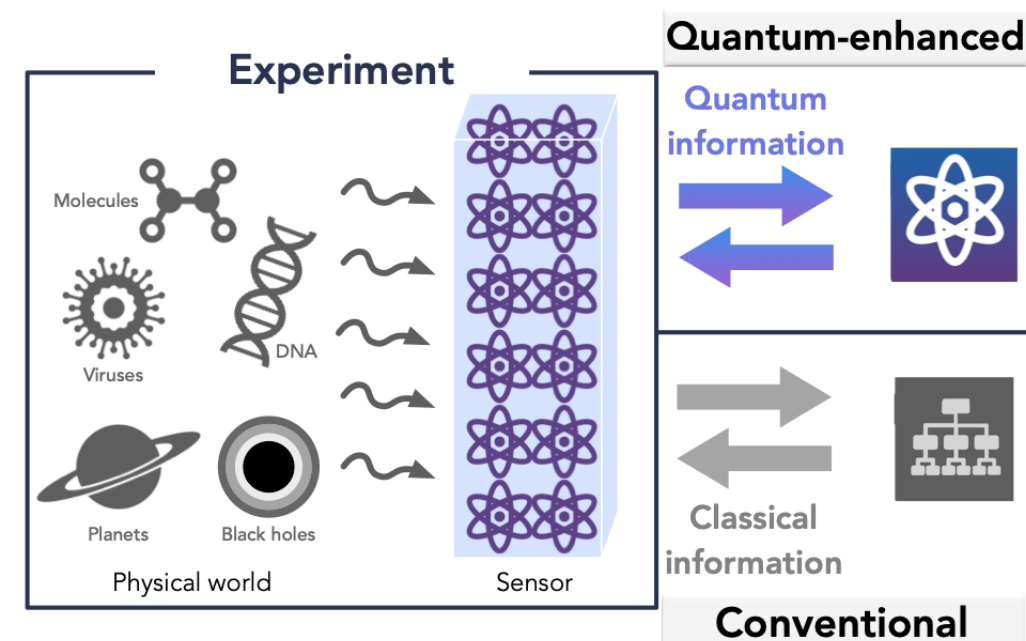 Quantum-enhanced
Experiment
Quantum
information
Molecules
DNA
Viruses
Planets
Black holes
Physical world
Sensor
Classical
information
Conventional